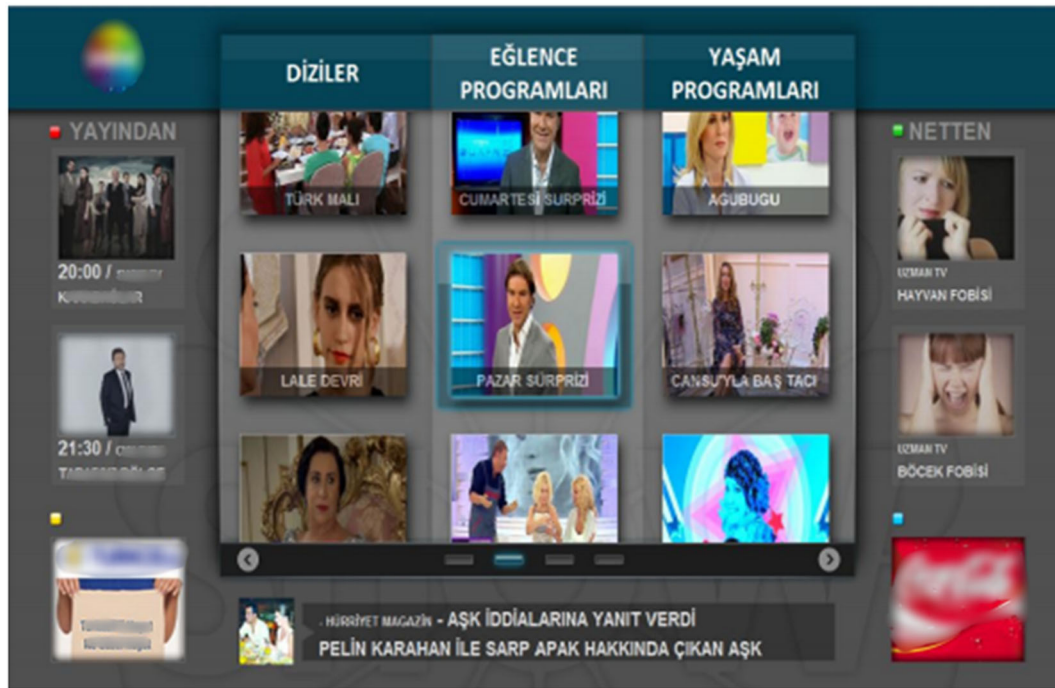 DİZİLER
EĞLENCE
PROGRAMLARI
YAŞAM
PROGRAMLARI
YAYINDAN
20:00 /
21:30 /
TÜRK MALI
CUMARTESİ SURPRİZİ
AGUBUGU
LALE DEVRİ
PAZAR SÜRPRİZİ
CANSU'YLA BAŞ TACI
NETTEN
UZMAN TV
HAYVAN FOBİSİ
UZMAN TV
BÖCEK FOBİSİ
- HÜRRİYET MAGAZİN - AŞK İDDİALARINA YANIT VERDİ
PELİN KARAHAN İLE SARP APAK HAKKINDA ÇIKAN AŞK